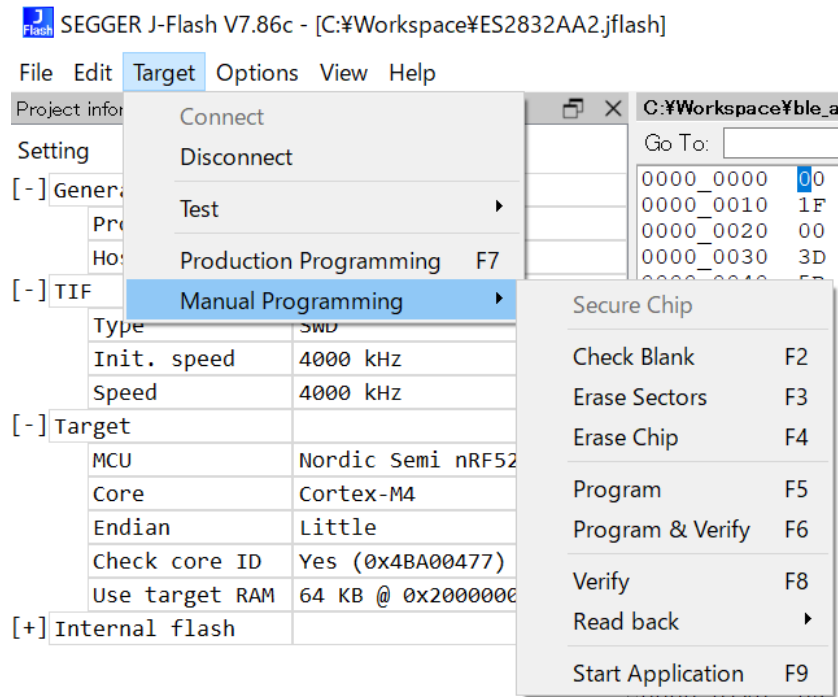 J Flash SEGGER J-Flash V7.86c - [C:¥Workspace¥ES2832AA2.jflash]
File Edit Target Options View Help
Project infor
C:¥Workspace¥ble_a
Connect
Disconnect
Test
Production Programming F7
Manual Programming
Go To:
0000_0000 00
0000_0010 1F
0000_0020 00
0000_0030 3D
Setting
[-] Genera
Pro
Hos
[-] TIF
Type SWD
Init. speed 4000 kHz
Speed 4000 kHz
[-] Target
MCU Nordic Semi nRF52
Core Cortex-M4
Endian Little
Check core ID Yes (0x4BA00477)
Use target RAM 64 KB @ 0x2000000
[+] Internal flash
Secure Chip
Check Blank F2
Erase Sectors F3
Erase Chip F4
Program F5
Program & Verify F6
Verify F8
Read back
Start Application F9